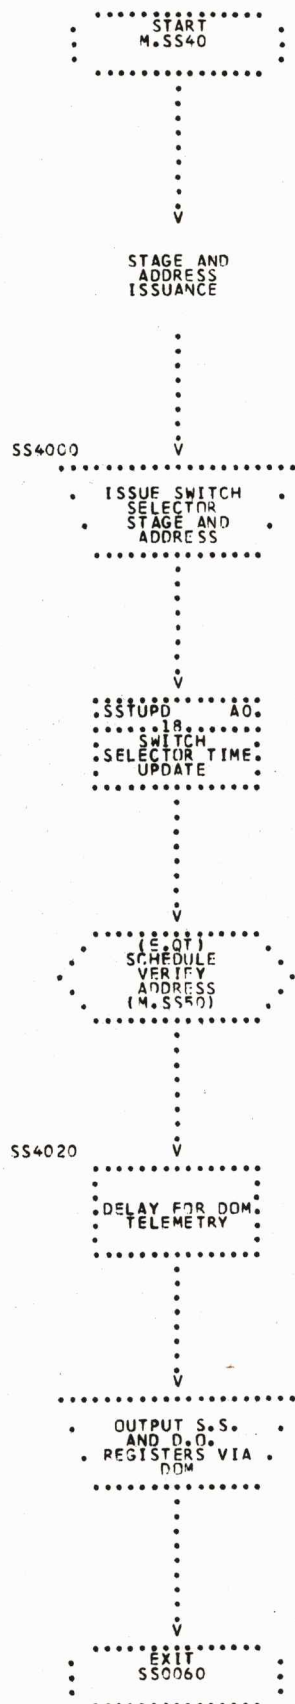 START
M.SS40
STAGE AND
ADDRESS
ISSUANCE
SS4000
ISSUE SWITCH
SELECTOR
STAGE AND
ADDRESS
SSTUPD AO
18
SWITCH
SELECTOR TIME
UPDATE
(E.QT)
SCHEDULE
VERIFY
ADDRESS
(M.SS50)
SS4020
DELAY FOR DOM
TELEMETRY
OUTPUT S.S.
AND D.O.
REGISTERS VIA
DOM
EXIT
SS0060